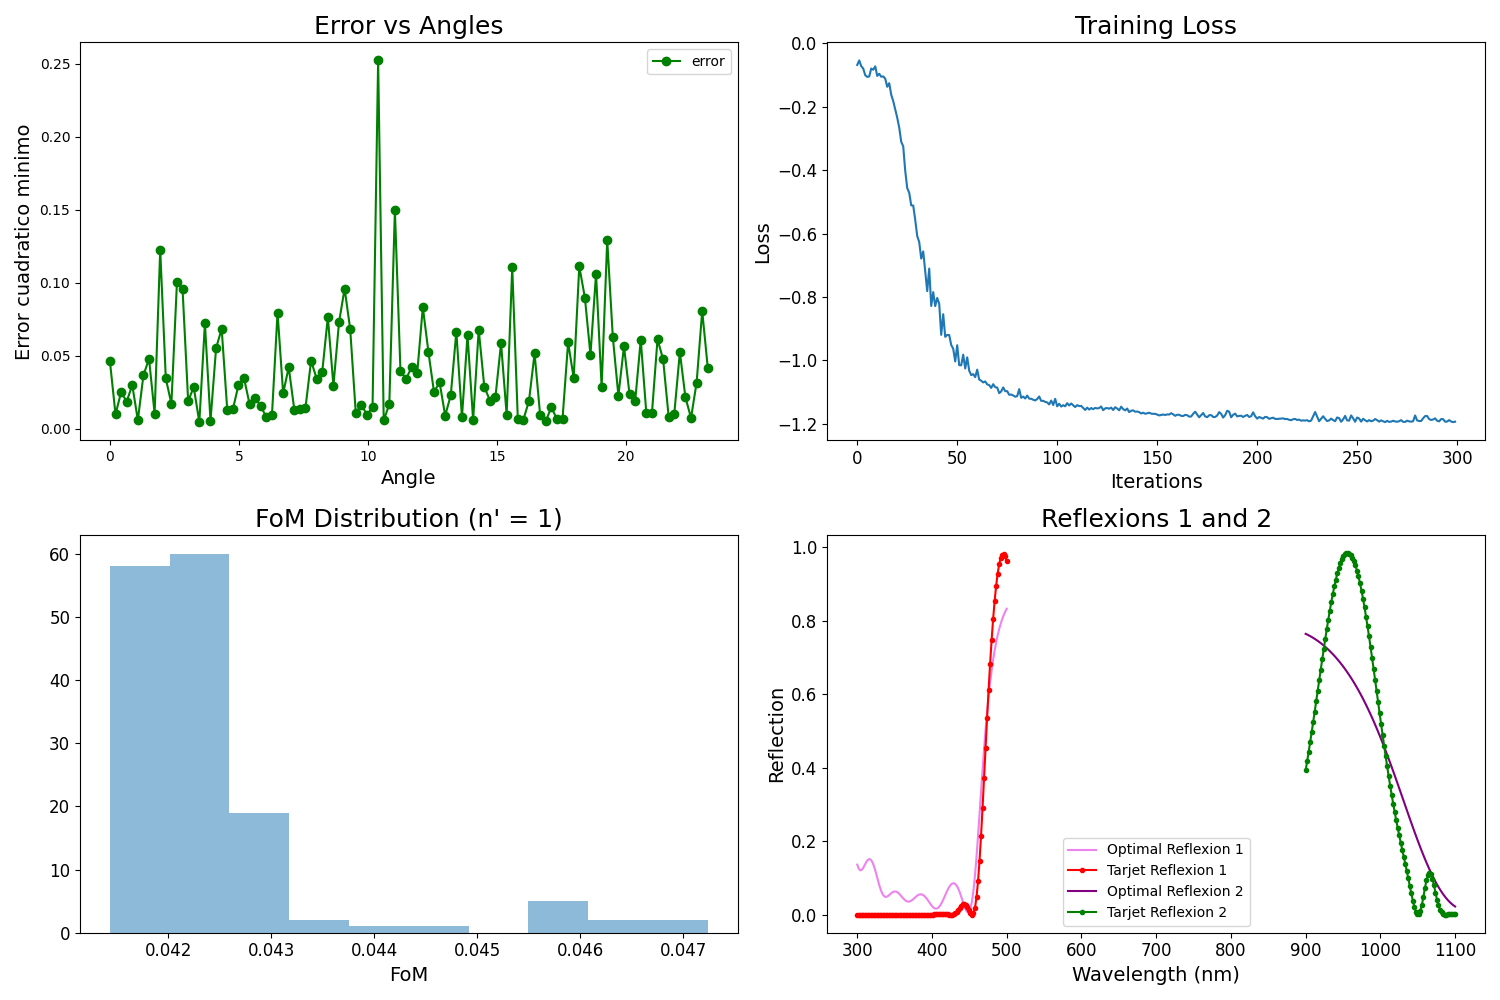 Error vs Angles
error
0.25
0.20
0.15
0.10
0.05
0.00
Error cuadratico minimo
0 5 10 15 20
Angle
Training Loss
0.0
−0.2
−0.4
−0.6
−0.8
−1.0
−1.2
Loss
0 50 100 150 200 250 300
Iterations
FoM Distribution (n' = 1)
60
50
40
30
20
10
0
0.042 0.043 0.044 0.045 0.046 0.047
FoM
Reflexions 1 and 2
1.0
0.8
0.6
0.4
0.2
0.0
Reflection
Optimal Reflexion 1
Tarjet Reflexion 1
Optimal Reflexion 2
Tarjet Reflexion 2
300 400 500 600 700 800 900 1000 1100
Wavelength (nm)